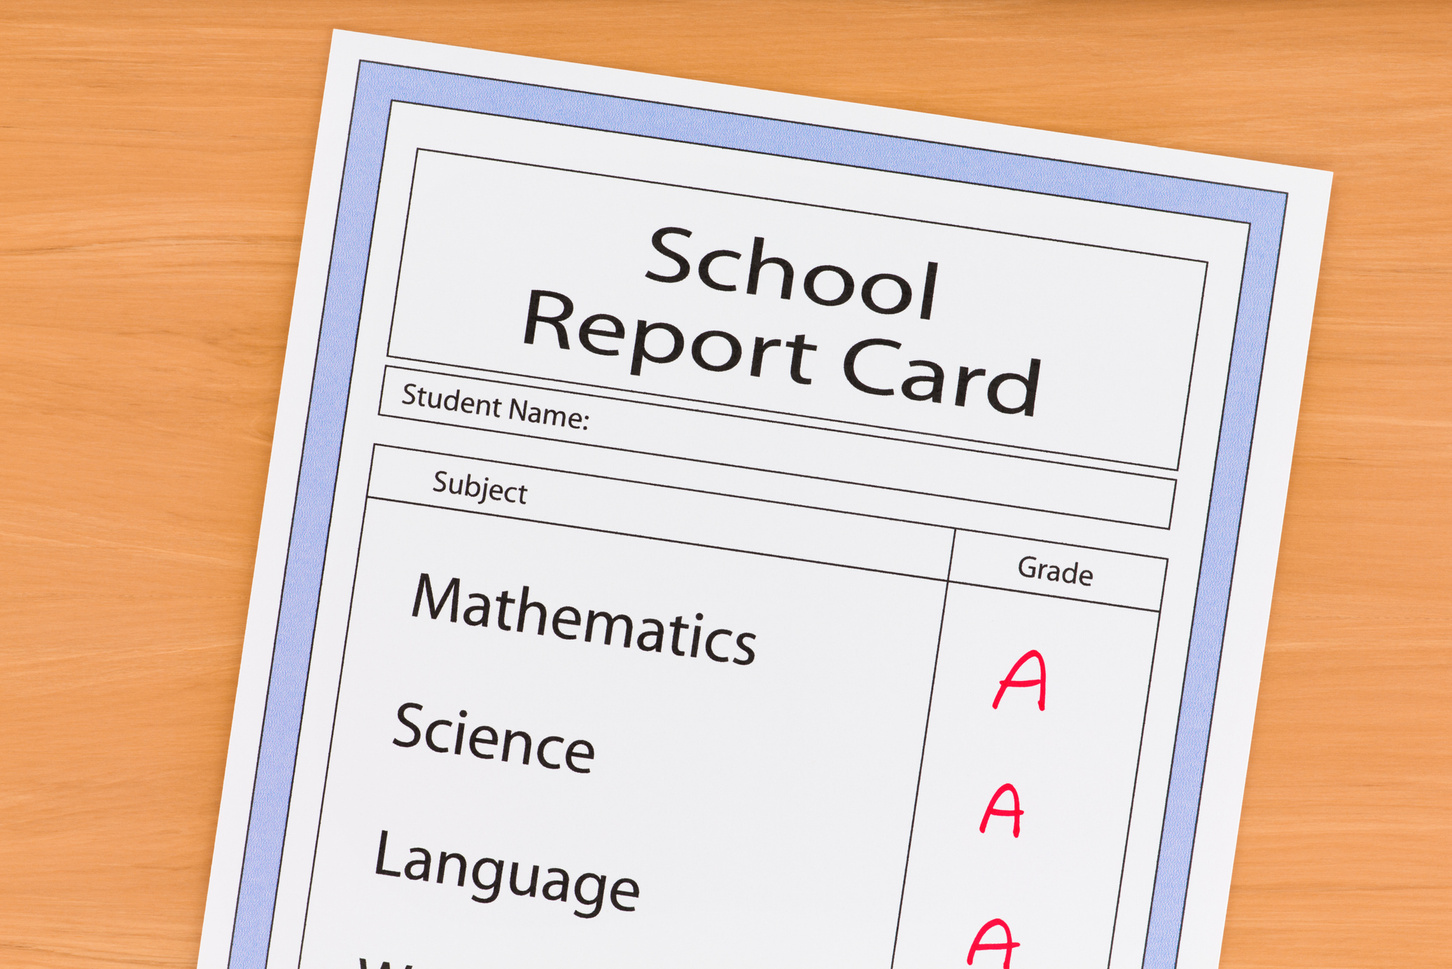 School
Report Card
Student Name:
Subject Grade
Mathematics A
Science A
Language A